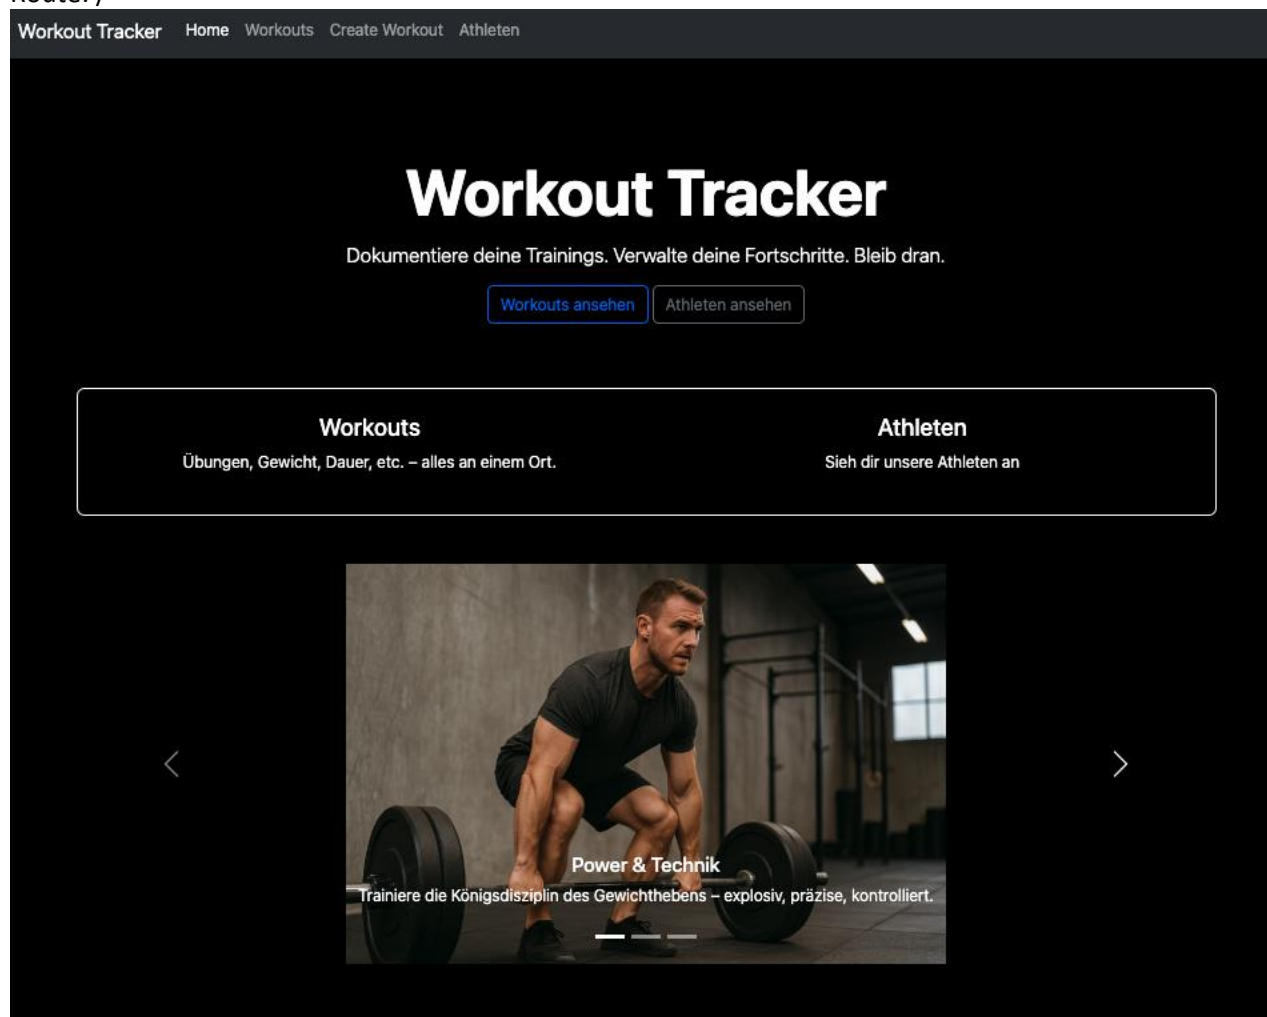 Workout Tracker Home Workouts Create Workout Athleten
Workout Tracker
Dokumentiere deine Trainings. Verwalte deine Fortschritte. Bleib dran.
Workouts ansehen Athleten ansehen
Workouts
Übungen, Gewicht, Dauer, etc. – alles an einem Ort.
Athleten
Sieh dir unsere Athleten an
Power & Technik
Trainiere die Königsdisziplin des Gewichthebens – explosiv, präzise, kontrolliert.